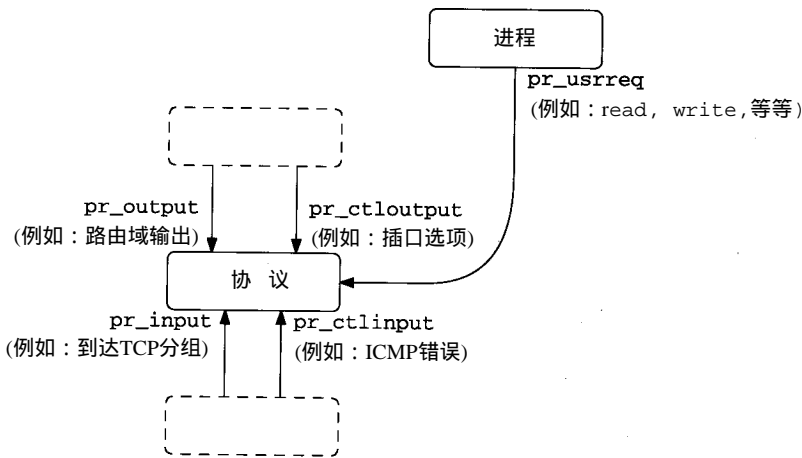 进程
pr_usrreq
(例如：read, write,等等)
pr_output
(例如：路由域输出)
pr_ctloutput
(例如：插口选项)
协 议
pr_input
(例如：到达TCP分组)
pr_ctlinput
(例如：ICMP错误)